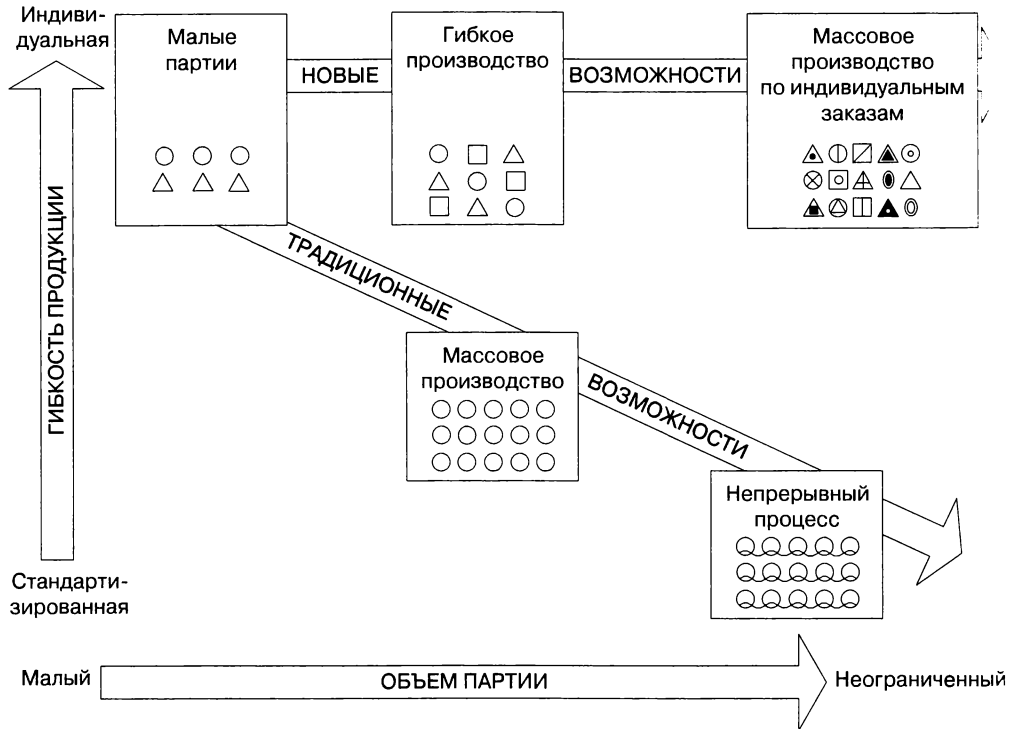 Индиви-
дуальная
Малые
партии
НОВЫЕ
Гибкое
производство
ВОЗМОЖНОСТИ
Массовое
производство
по индивидуальным
заказам
ГИБКОСТЬ ПРОДУКЦИИ
ТРАДИЦИОННЫЕ
Массовое
производство
ВОЗМОЖНОСТИ
Непрерывный
процесс
Стандарти-
зированная
Малый
ОБЪЕМ ПАРТИИ
Неограниченный